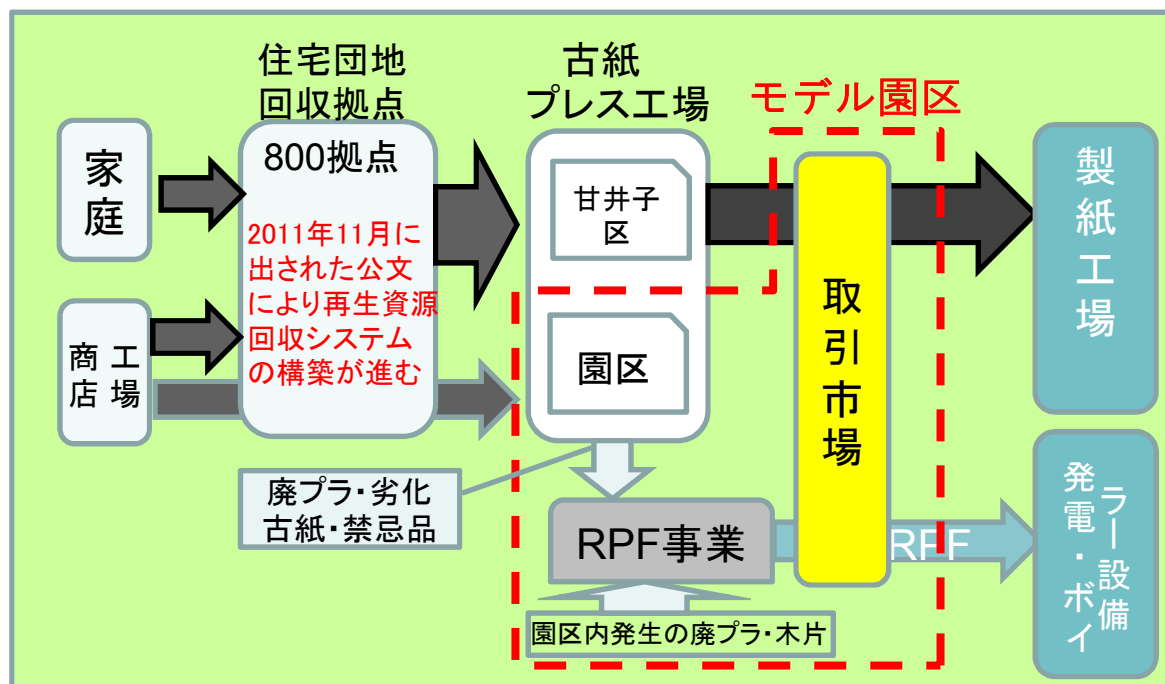 住宅団地
回収拠点
古紙
プレス工場
モデル園区
家庭
800拠点
2011年11月に
出された公文
により再生資源
回収システム
の構築が進む
商店
工場
甘井子
区
園区
取引市場
製紙工場
廃プラ・劣化
古紙・禁忌品
RPF事業
RPF
発電・ボイ
ラー設備
園区内発生の廃プラ・木片